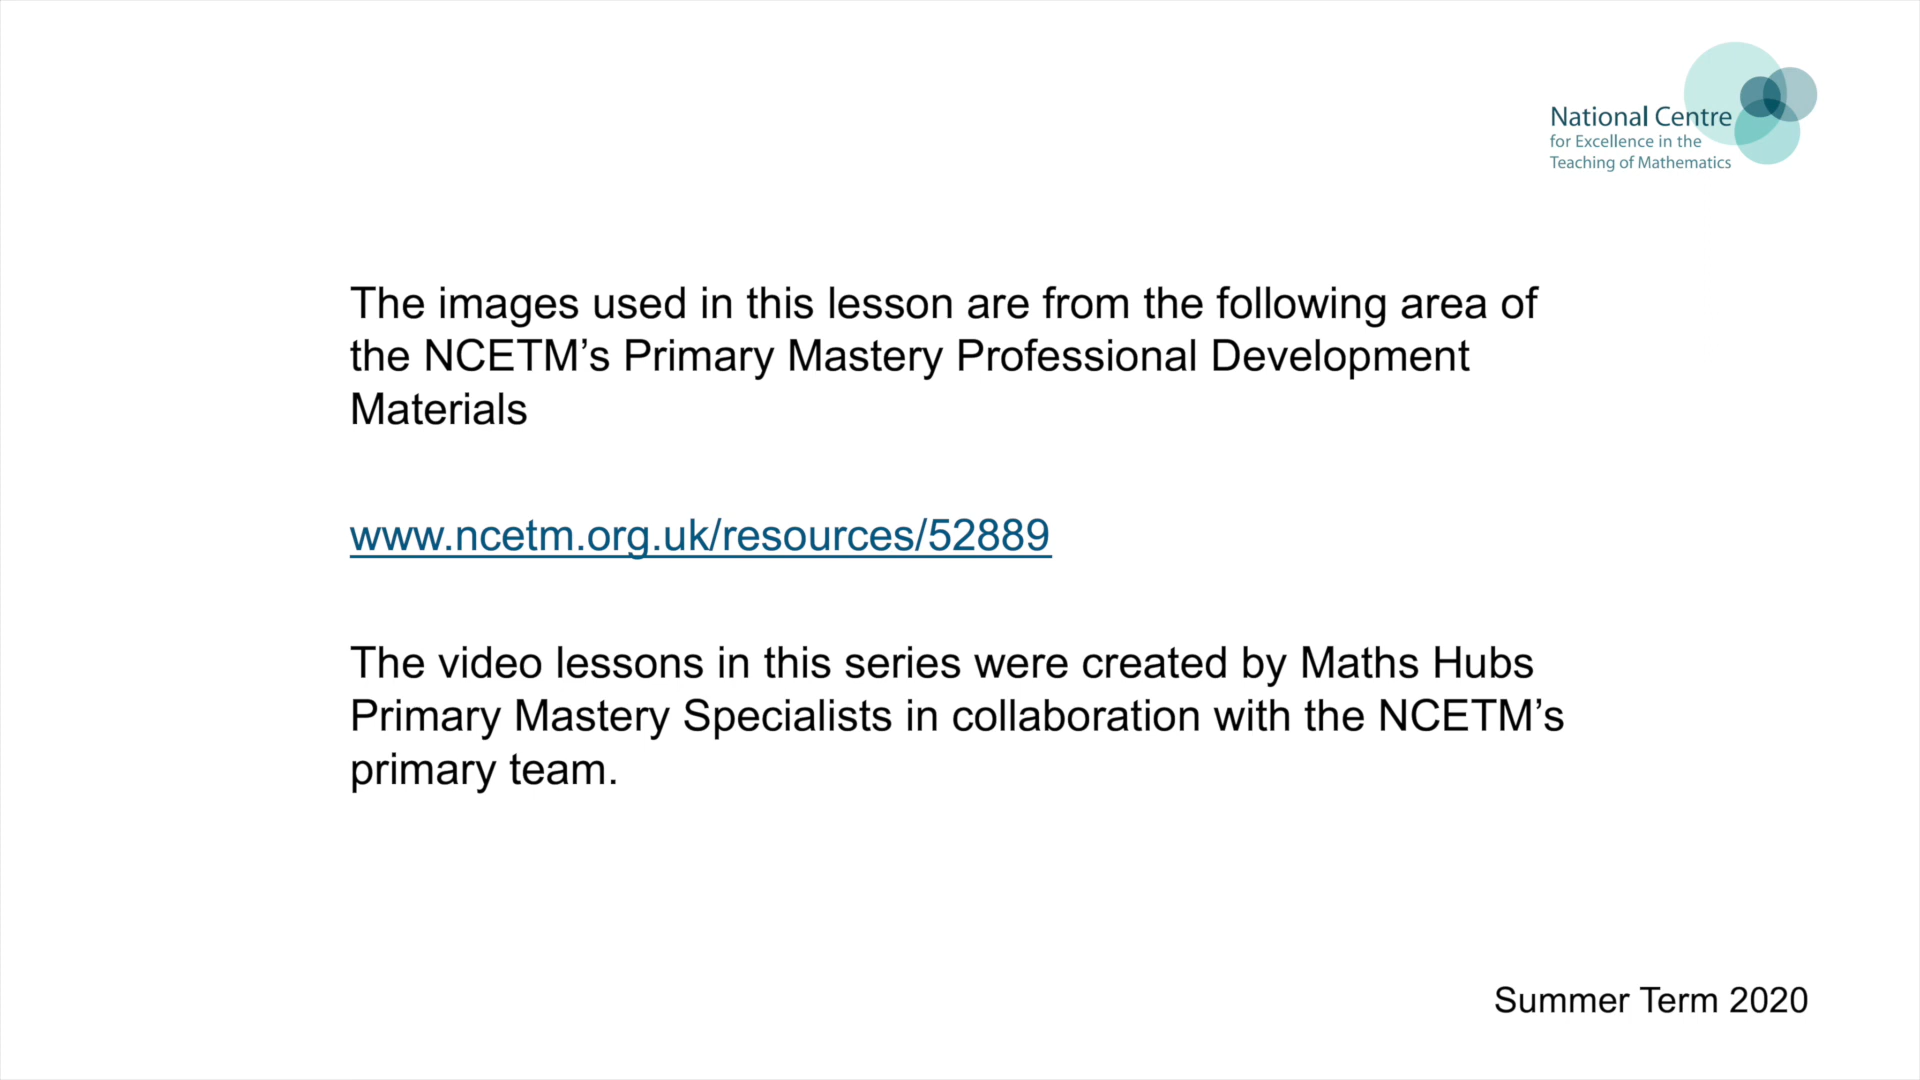 National Centre
for Excellence in the
Teaching of Mathematics
The images used in this lesson are from the following area of
the NCETM’s Primary Mastery Professional Development
Materials
www.ncetm.org.uk/resources/52889
The video lessons in this series were created by Maths Hubs
Primary Mastery Specialists in collaboration with the NCETM’s
primary team.
Summer Term 2020